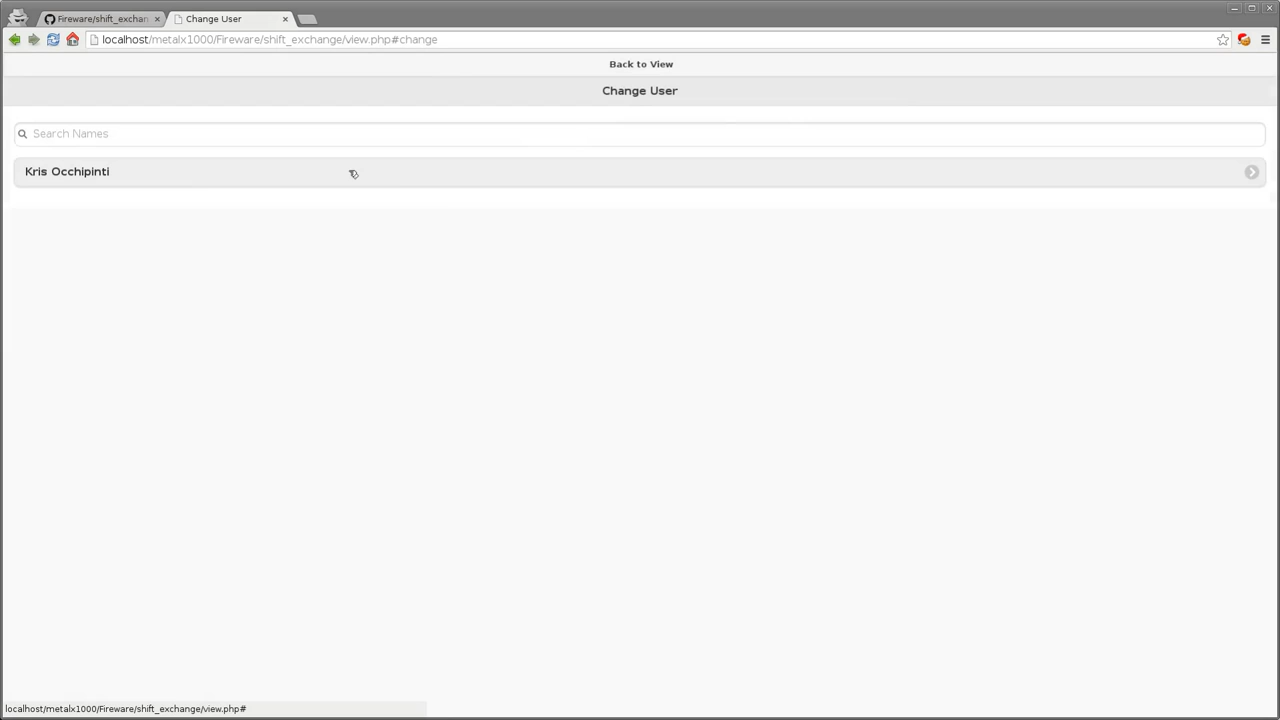 Fireware/shift_exchan
Change User
localhost/metalx1000/Fireware/shift_exchange/view.php#change
Back to View
Change User
Search Names
Kris Occhipinti
localhost/metalx1000/Fireware/shift_exchange/view.php#